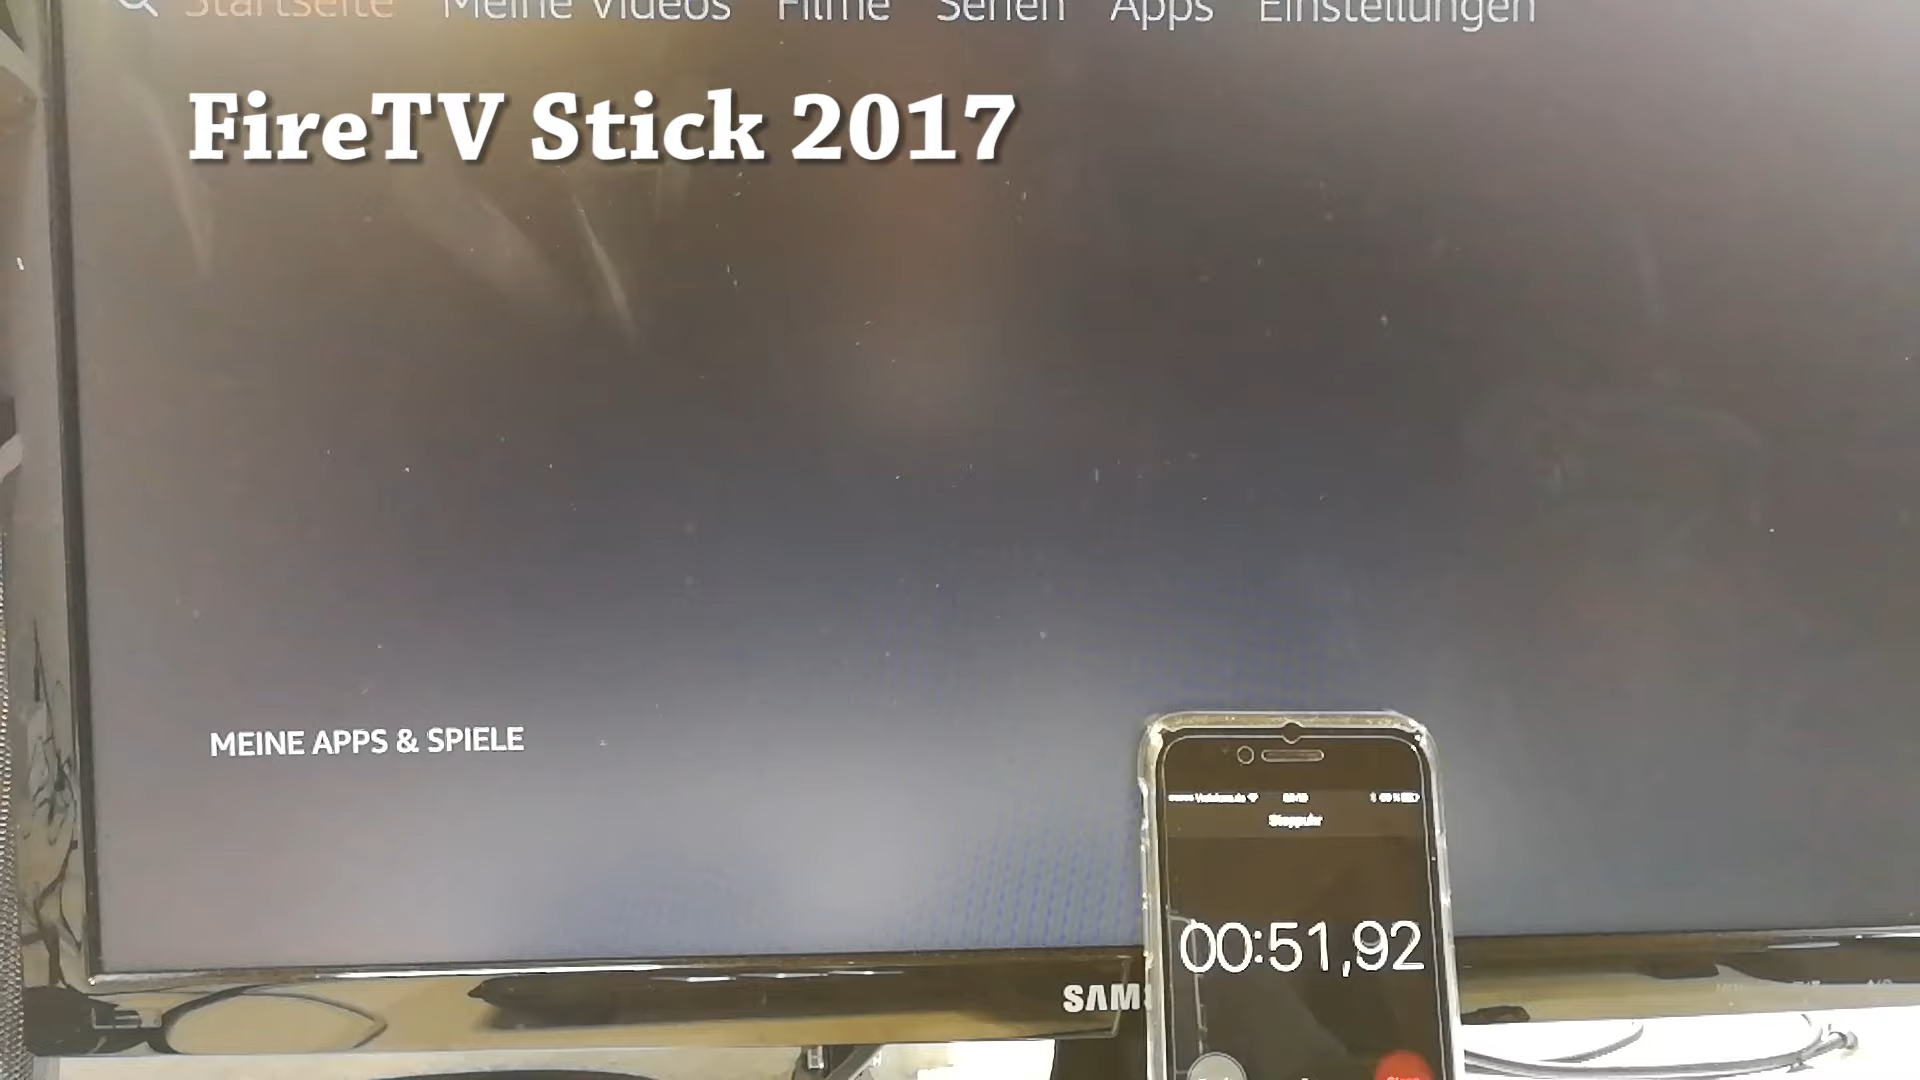 Startseite Meine Videos Filme Serien Apps Einstellungen
FireTV Stick 2017
MEINE APPS & SPIELE
Stoppuhr
00:51,92
SAMS